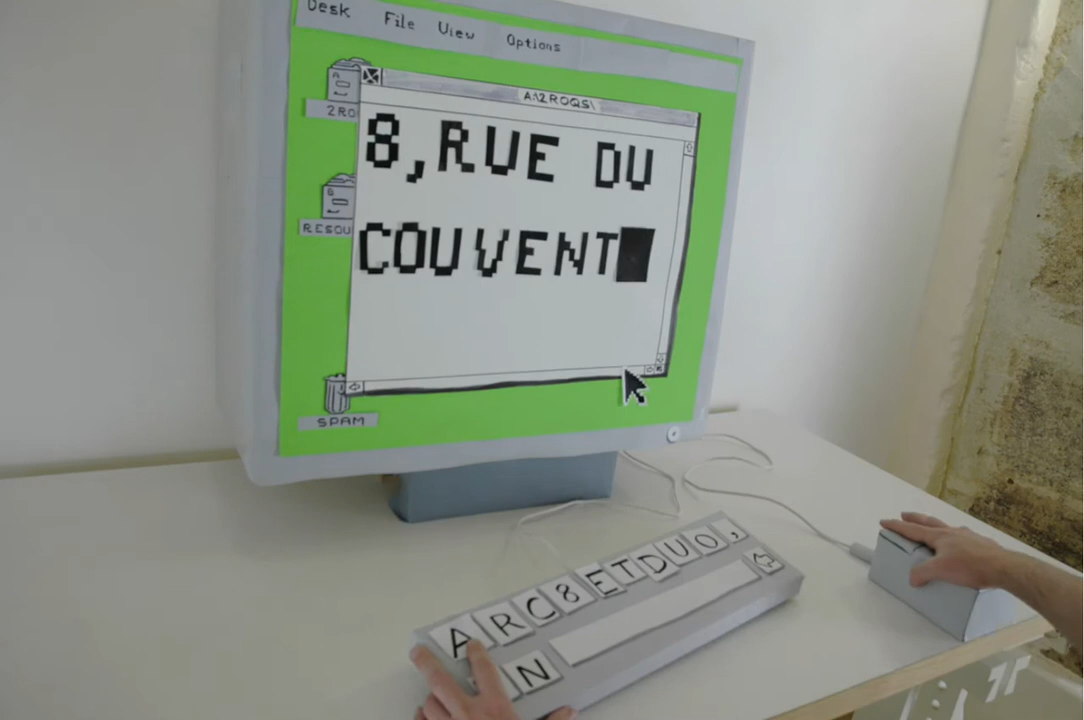 Desk File View Options
A:\2ROQS\
2RO
8,RUE DU
RESOU
COUVENT
SPAM
A R C 8 E T D U O ,
N